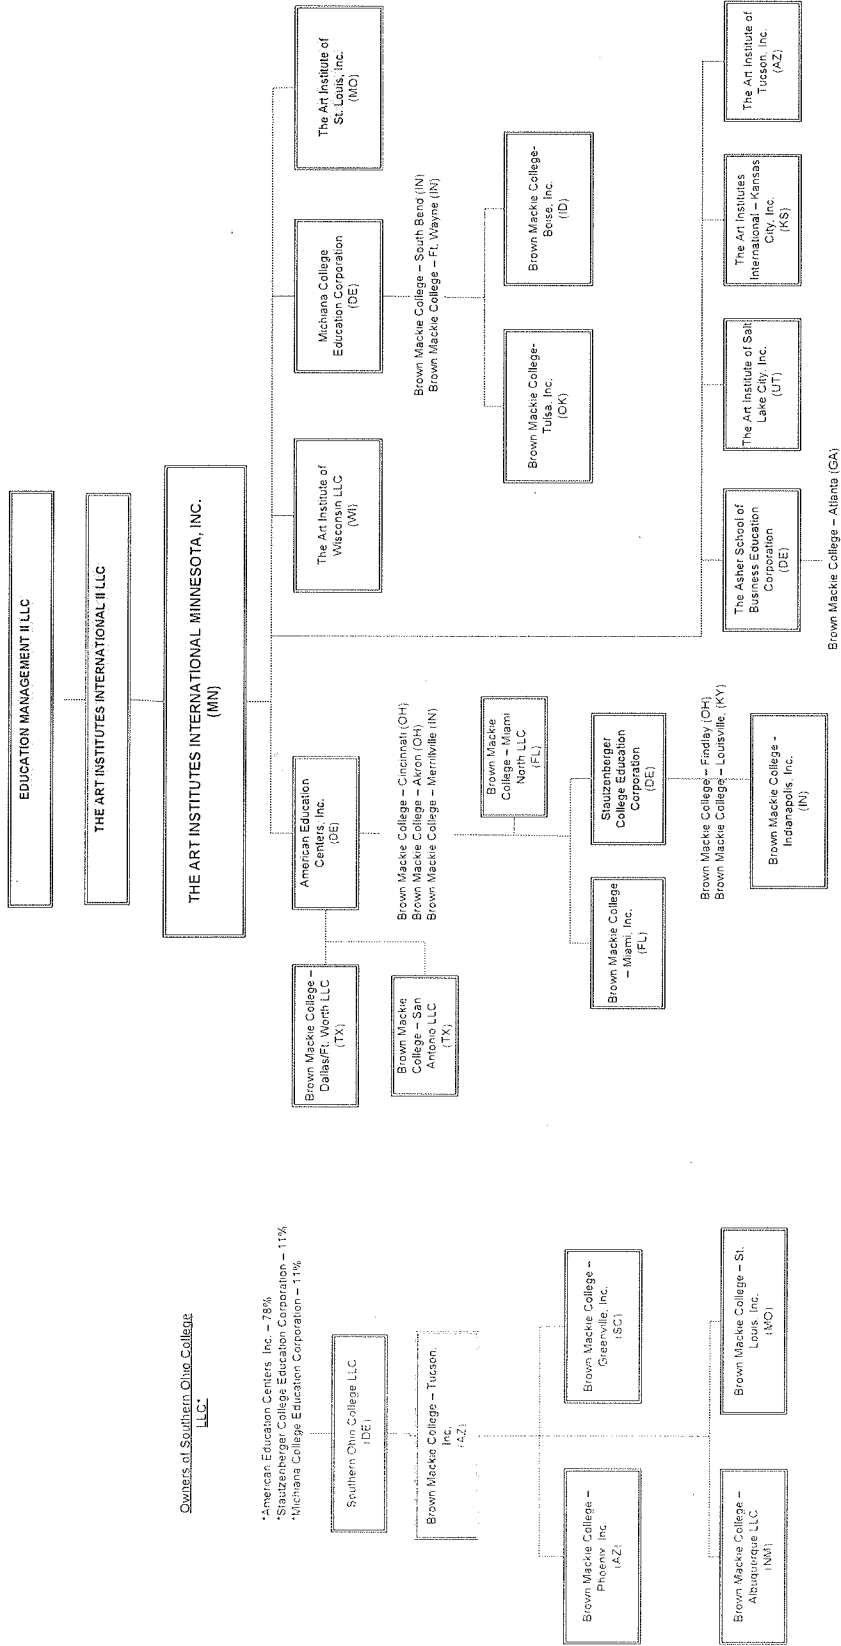 EDUCATION MANAGEMENT II LLC
THE ART INSTITUTES INTERNATIONAL II LLC
THE ART INSTITUTES INTERNATIONAL MINNESOTA, INC.
(MN)
Owners of Southern Ohio College
LLC*
*American Education Centers, Inc. – 78%
*Stautzenberger College Education Corporation – 11%
*Michiana College Education Corporation – 11%
Southern Ohio College LLC
(DE)
Brown Mackie College – Tucson,
Inc.
(AZ)
Brown Mackie College –
Phoenix, Inc.
(AZ)
Brown Mackie College –
Greenville, Inc.
(SC)
Brown Mackie College –
Albuquerque LLC
(NM)
Brown Mackie College – St.
Louis, Inc.
(MO)
American Education
Centers, Inc.
(DE)
Brown Mackie College –
Dallas/Ft. Worth LLC
(TX)
Brown Mackie
College – San
Antonio LLC
(TX)
Brown Mackie College – Cincinnati (OH)
Brown Mackie College – Akron (OH)
Brown Mackie College – Merrillville (IN)
Brown Mackie
College – Miami
North LLC
(FL)
Brown Mackie College
– Miami, Inc.
(FL)
Stautzenberger
College Education
Corporation
(DE)
Brown Mackie College – Findlay (OH)
Brown Mackie College – Louisville, (KY)
Brown Mackie College –
Indianapolis, Inc.
(IN)
The Art Institute of
Wisconsin LLC
(WI)
Michiana College
Education Corporation
(DE)
Brown Mackie College – South Bend (IN)
Brown Mackie College – Ft. Wayne (IN)
Brown Mackie College-
Tulsa, Inc.
(OK)
Brown Mackie College-
Boise, Inc.
(ID)
The Art Institute of
St. Louis, Inc.
(MO)
The Asher School of
Business Education
Corporation
(DE)
Brown Mackie College – Atlanta (GA)
The Art Institute of Salt
Lake City, Inc.
(UT)
The Art Institutes
International – Kansas
City, Inc.
(KS)
The Art Institute of
Tucson, Inc.
(AZ)